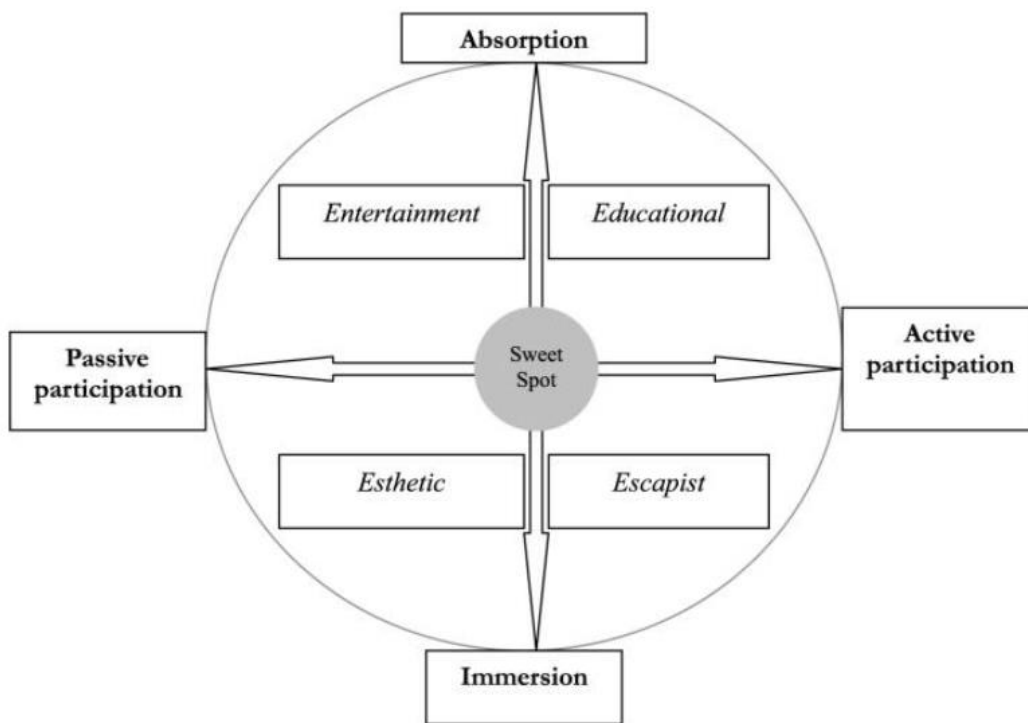 Absorption
Entertainment
Educational
Passive
participation
Sweet
Spot
Active
participation
Esthetic
Escapist
Immersion